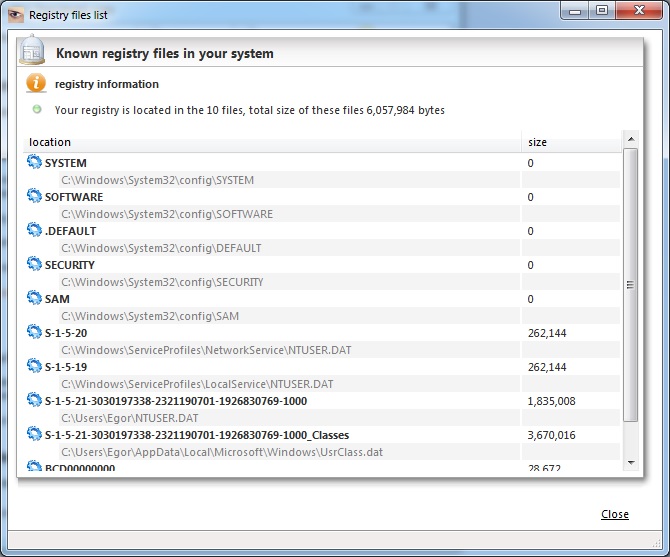 Registry files list
Known registry files in your system
registry information
Your registry is located in the 10 files, total size of these files 6,057,984 bytes
location size
SYSTEM 0
C:\Windows\System32\config\SYSTEM
SOFTWARE 0
C:\Windows\System32\config\SOFTWARE
.DEFAULT 0
C:\Windows\System32\config\DEFAULT
SECURITY 0
C:\Windows\System32\config\SECURITY
SAM 0
C:\Windows\System32\config\SAM
S-1-5-20 262,144
C:\Windows\ServiceProfiles\NetworkService\NTUSER.DAT
S-1-5-19 262,144
C:\Windows\ServiceProfiles\LocalService\NTUSER.DAT
S-1-5-21-3030197338-2321190701-1926830769-1000 1,835,008
C:\Users\Egor\NTUSER.DAT
S-1-5-21-3030197338-2321190701-1926830769-1000_Classes 3,670,016
C:\Users\Egor\AppData\Local\Microsoft\Windows\UsrClass.dat
BCD00000000 28,672
Close